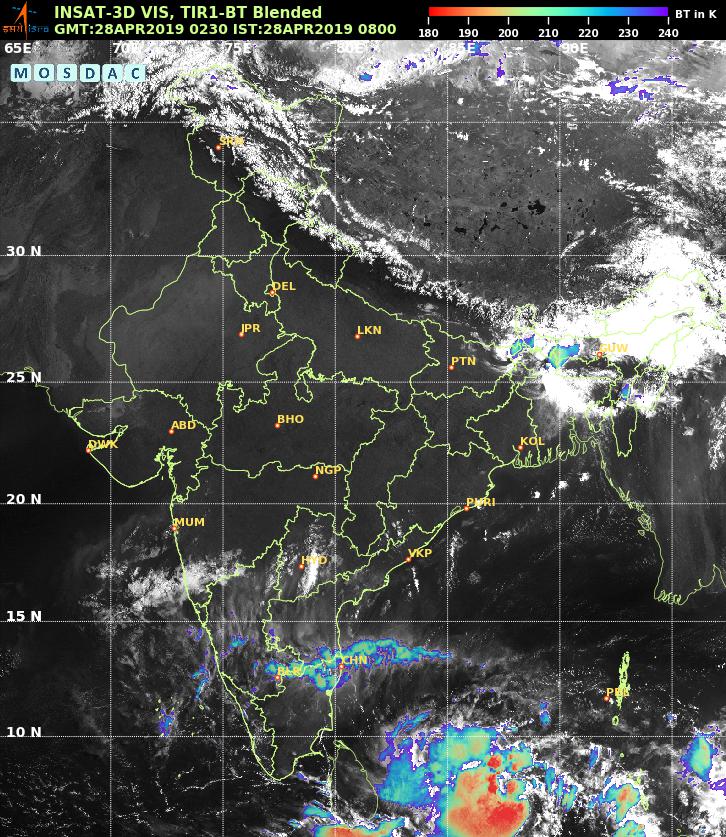 INSAT-3D VIS, TIR1-BT Blended
GMT:28APR2019 0230 IST:28APR2019 0800
BT in K
180 190 200 210 220 230 240
65E 70E 75E 80E 85E 90E
MOSDAC
SRN
30 N
DEL
JPR
LKN
GUW
PTN
25 N
ABD
BHO
DWK
KOL
NGP
20 N
PURI
MUM
VKP
HYD
15 N
CHN
BLR
PBL
10 N